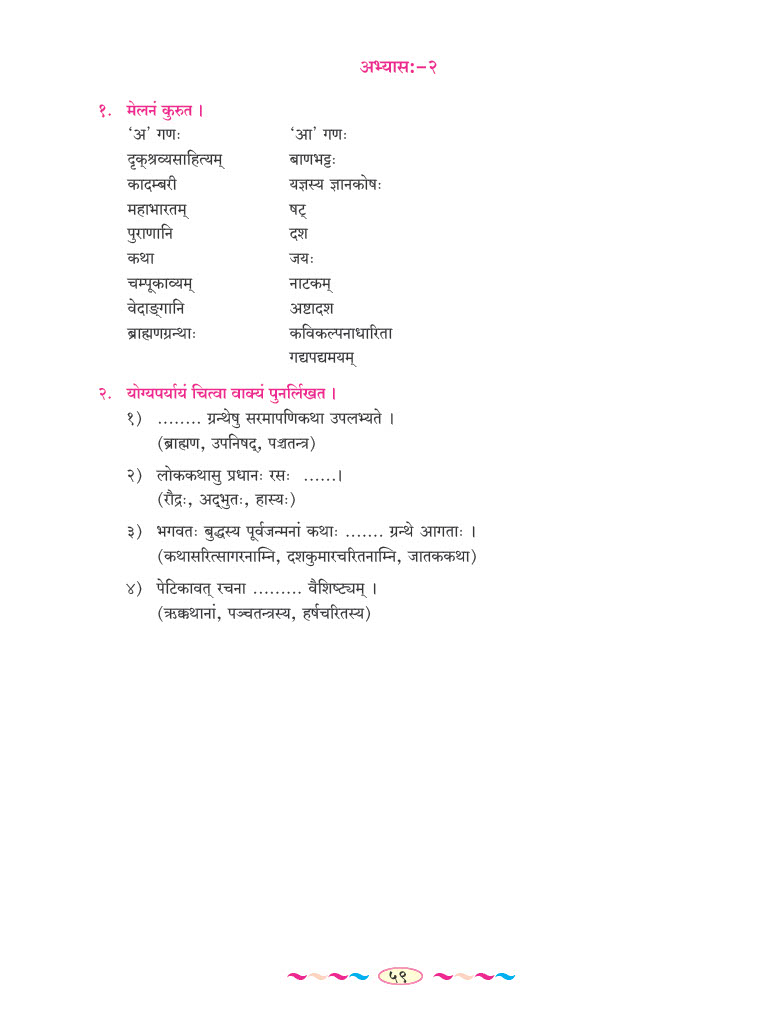 अभ्यास:-२
१. मेलनं कुरुत ।
‘अ’ गणः ‘आ’ गणः
दृक्श्रव्यसाहित्यम् बाणभट्टः
कादम्बरी यज्ञस्य ज्ञानकोषः
महाभारतम् षट्
पुराणानि दश
कथा जयः
चम्पूकाव्यम् नाटकम्
वेदाङ्गानि अष्टादश
ब्राह्मणग्रन्थाः कविकल्पनाधारिता
गद्यपद्यमयम्
२. योग्यपर्यायं चित्वा वाक्यं पुनर्लिखत ।
१) ........ ग्रन्थेषु सरमापणिकथा उपलभ्यते ।
(ब्राह्मण, उपनिषद्, पञ्चतन्त्र)
२) लोककथासु प्रधानः रसः ......।
(रौद्रः, अद्भुतः, हास्यः)
३) भगवतः बुद्धस्य पूर्वजन्मनां कथाः ....... ग्रन्थे आगताः ।
(कथासरित्सागरनाम्नि, दशकुमारचरितनाम्नि, जातककथा)
४) पेटिकावत् रचना ......... वैशिष्ट्यम् ।
(ऋक्कथानां, पञ्चतन्त्रस्य, हर्षचरितस्य)
५९